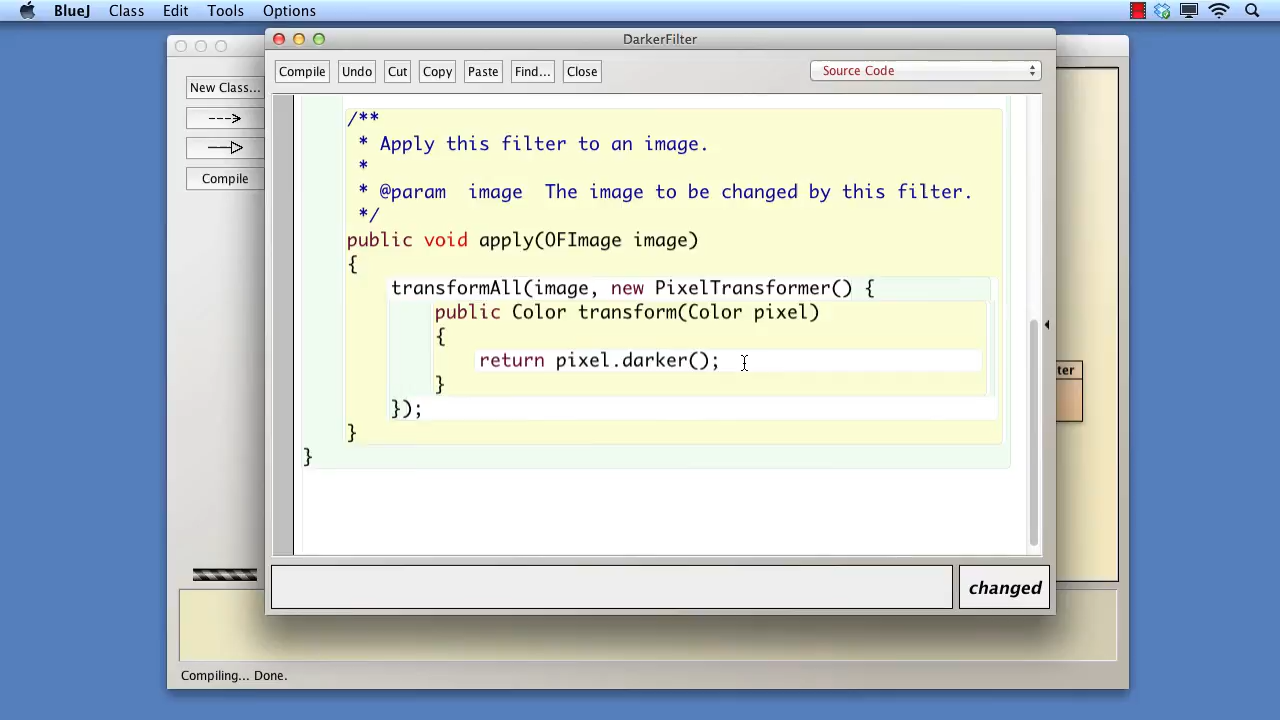 BlueJ Class Edit Tools Options
DarkerFilter
Compile Undo Cut Copy Paste Find... Close Source Code
New Class...
Compile
/**
* Apply this filter to an image.
*
* @param image The image to be changed by this filter.
*/
public void apply(OFImage image)
{
transformAll(image, new PixelTransformer() {
public Color transform(Color pixel)
{
return pixel.darker();
}
});
}
}
ter
changed
Compiling... Done.